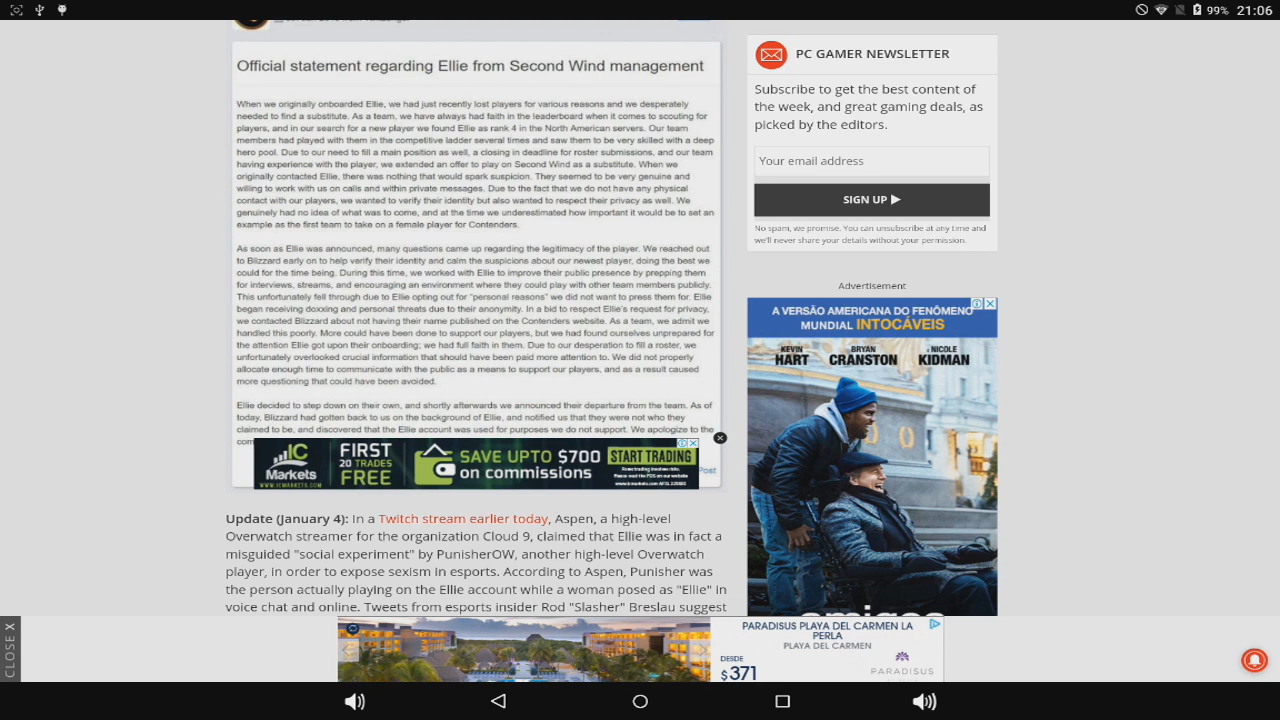 99% 21:06
Official statement regarding Ellie from Second Wind management
When we originally onboarded Ellie, we had just recently lost players for various reasons and we desperately
needed to find a substitute. As a team, we have always had faith in the leaderboard when it comes to scouting for
players, and in our search for a new player we found Ellie as rank 4 in the North American servers. Our team
members had played with them in the competitive ladder several times and saw them to be very skilled with a deep
hero pool. Due to our need to fill a main position as well, a closing in deadline for roster submissions, and our team
having experience with the player, we extended an offer to play on Second Wind as a substitute. When we
originally contacted Ellie, there was nothing that would spark suspicion. They seemed to be very genuine and
willing to work with us on calls and within private messages. Due to the fact that we do not have any physical
contact with our players, we wanted to verify their identity but also wanted to respect their privacy as well. We
genuinely had no idea of what was to come, and at the time we underestimated how important it would be to set an
example as the first team to take on a female player for Contenders.
As soon as Ellie was announced, many questions came up regarding the legitimacy of the player. We reached out
to Blizzard early on to help verify their identity and calm the suspicions about our newest player, doing the best we
could for the time being. During this time, we worked with Ellie to improve their public presence by prepping them
for interviews, streams, and encouraging an environment where they could play with other team members publicly.
This unfortunately fell through due to Ellie opting out for "personal reasons" we did not want to press them for. Ellie
began receiving doxxing and personal threats due to their anonymity. In a bid to respect Ellie's request for privacy,
we contacted Blizzard about not having their name published on the Contenders website. As a team, we admit we
handled this poorly. More could have been done to support our players, but we had found ourselves unprepared for
the attention Ellie got upon their onboarding; we had full faith in them. Due to our desperation to fill a roster, we
unfortunately overlooked crucial information that should have been paid more attention to. We did not properly
allocate enough time to communicate with the public as a means to support our players, and as a result caused
more questioning that could have been avoided.
Ellie decided to step down on their own, and shortly afterwards we announced their departure from the team. As of
today, Blizzard had gotten back to us on the background of Ellie, and notified us that they were not who they
claimed to be, and discovered that the Ellie account was used for purposes we do not support. We apologize to the
com
Post
IC Markets
WWW.ICMARKETS.COM
FIRST
20 TRADES
FREE
SAVE UPTO $700
on commissions
START TRADING
www.icmarkets.com
Update (January 4): In a Twitch stream earlier today, Aspen, a high-level
Overwatch streamer for the organization Cloud 9, claimed that Ellie was in fact a
misguided "social experiment" by PunisherOW, another high-level Overwatch
player, in order to expose sexism in esports. According to Aspen, Punisher was
the person actually playing on the Ellie account while a woman posed as "Ellie" in
voice chat and online. Tweets from esports insider Rod "Slasher" Breslau suggest
PC GAMER NEWSLETTER
Subscribe to get the best content of
the week, and great gaming deals, as
picked by the editors.
Your email address
SIGN UP ▶
No spam, we promise. You can unsubscribe at any time and
we'll never share your details without your permission.
Advertisement
A VERSÃO AMERICANA DO FENÔMENO
MUNDIAL INTOCÁVEIS
KEVIN HART
BRYAN CRANSTON
E NICOLE KIDMAN
amigos
CLOSE X
PARADISUS PLAYA DEL CARMEN LA
PERLA
PLAYA DEL CARMEN
DESDE
$371
PARADISUS